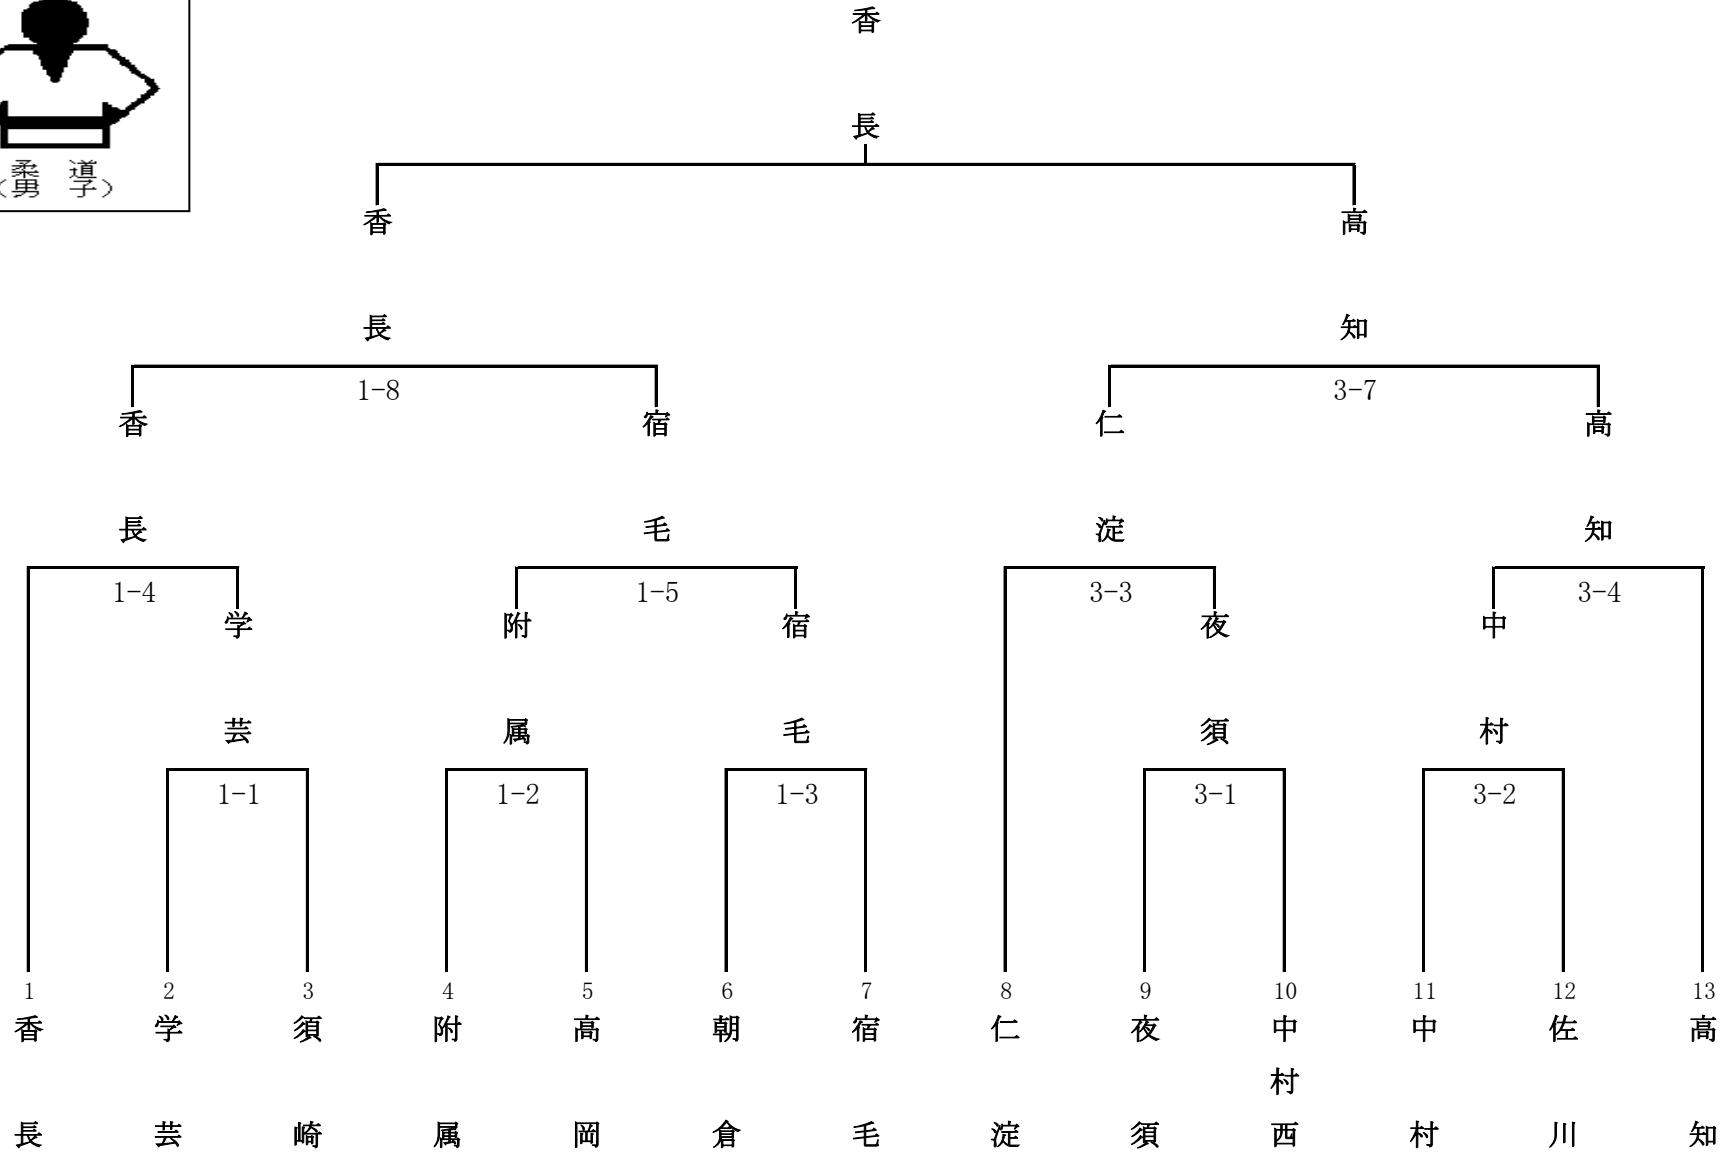 香長
柔道
(男子)
香長 高知
1-8 3-7
香長 宿毛 仁淀 高知
1-4 1-5 3-3 3-4
学芸 附属 宿毛 夜須 中村
1-1 1-2 1-3 3-1 3-2
1 2 3 4 5 6 7 8 9 10 11 12 13
香長 学芸 須崎 附属 高岡 朝倉 宿毛 仁淀 夜須 中村西 中村 佐川 高知